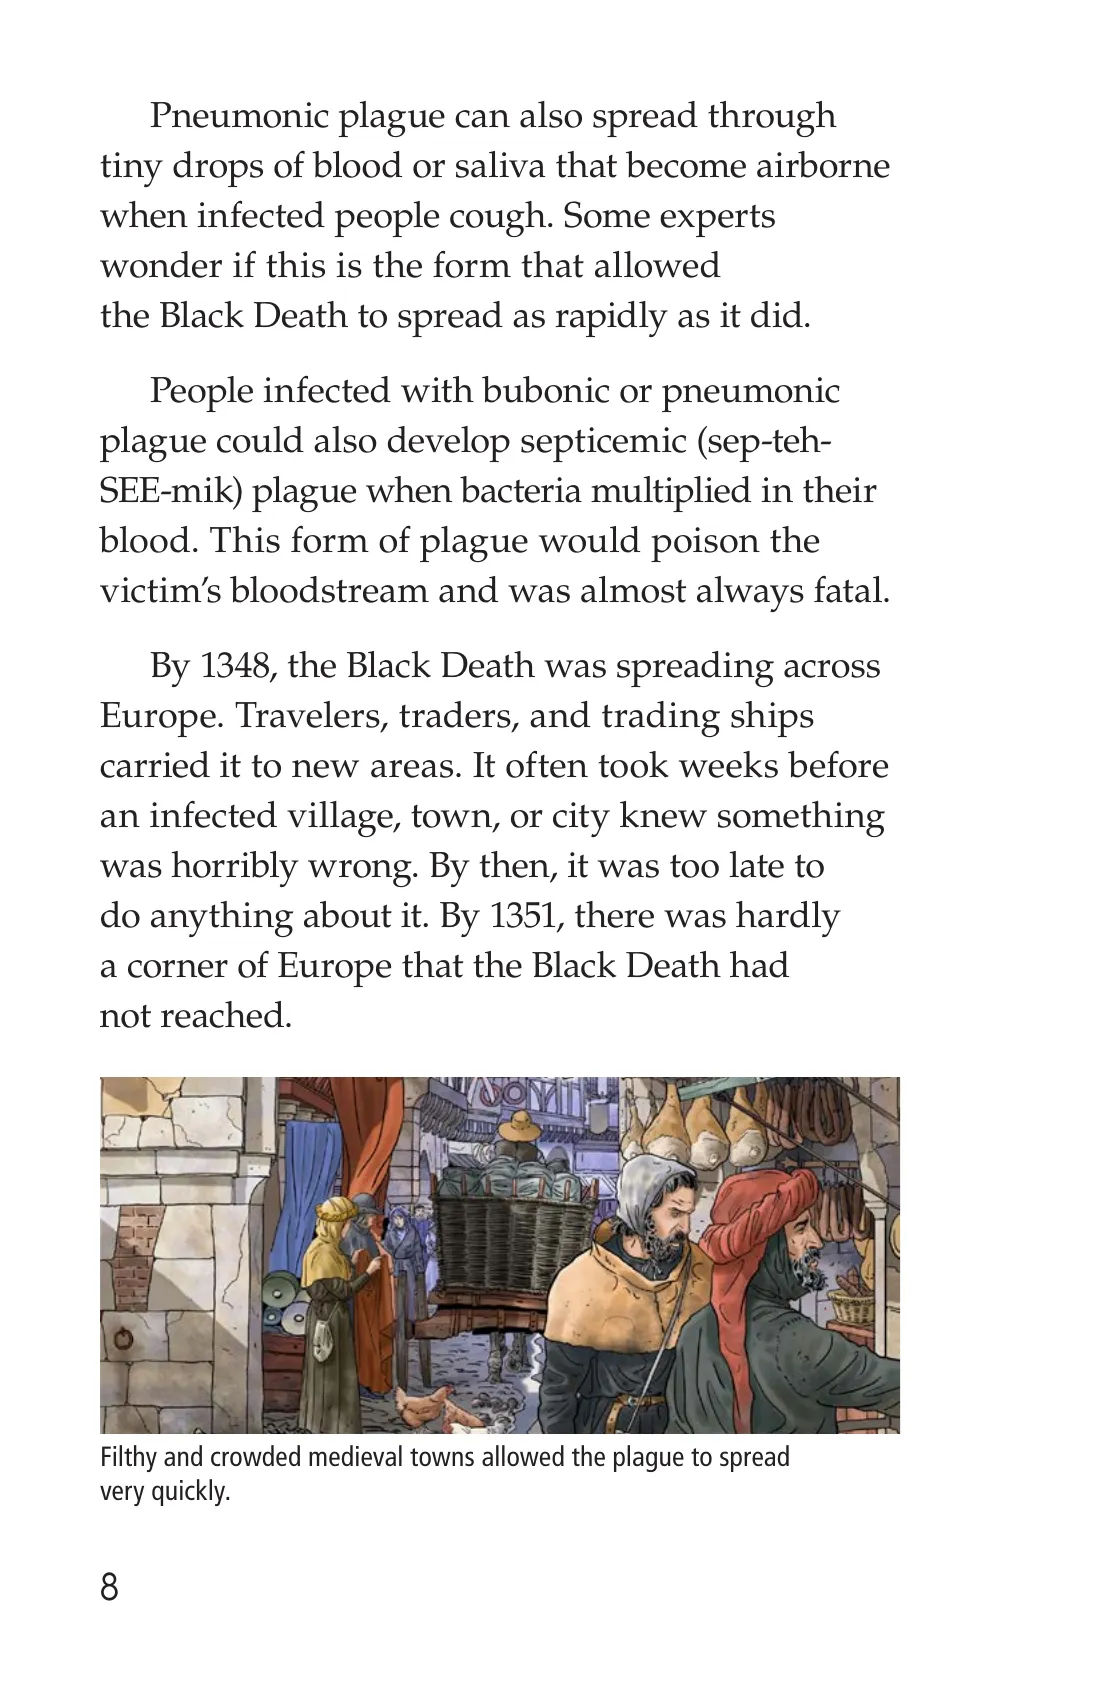 Pneumonic plague can also spread through
tiny drops of blood or saliva that become airborne
when infected people cough. Some experts
wonder if this is the form that allowed
the Black Death to spread as rapidly as it did.
People infected with bubonic or pneumonic
plague could also develop septicemic (sep-teh-
SEE-mik) plague when bacteria multiplied in their
blood. This form of plague would poison the
victim’s bloodstream and was almost always fatal.
By 1348, the Black Death was spreading across
Europe. Travelers, traders, and trading ships
carried it to new areas. It often took weeks before
an infected village, town, or city knew something
was horribly wrong. By then, it was too late to
do anything about it. By 1351, there was hardly
a corner of Europe that the Black Death had
not reached.
Filthy and crowded medieval towns allowed the plague to spread
very quickly.
8